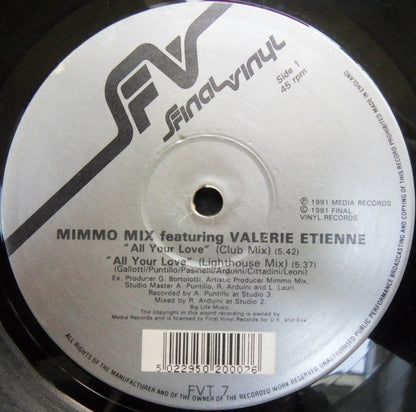 SFV
FINALVINYL
Side 1
45 rpm
℗ 1991 MEDIA RECORDS
© 1991 FINAL
VINYL RECORDS
MIMMO MIX featuring VALERIE ETIENNE
"All Your Love" (Club Mix) (5.42)
"All Your Love" (Lighthouse Mix) (5.37)
(Gallotti/Puntillo/Pasinelli/Arduini/Cittadini/Leoni)
Ex. Producer G. Bortolotti. Artistic Producer Mimmo Mix.
Studio Master A. Puntillo, R. Arduini and L. Lauri.
Recorded by A. Puntillo at Studio 3.
Mixed by R. Arduini at Studio 2.
Big Life Music
The copyright in this sound recording is owned by
Media Records and is licensed to Final Vinyl Records for U.K. and Eire
5 022950 200076
FVT 7
ALL RIGHTS OF THE MANUFACTURER AND OF THE OWNER OF THE RECORDED WORK RESERVED UNAUTHORISED PUBLIC PERFORMANCE BROADCASTING AND COPYING OF THIS RECORD PROHIBITED MADE IN ENGLAND